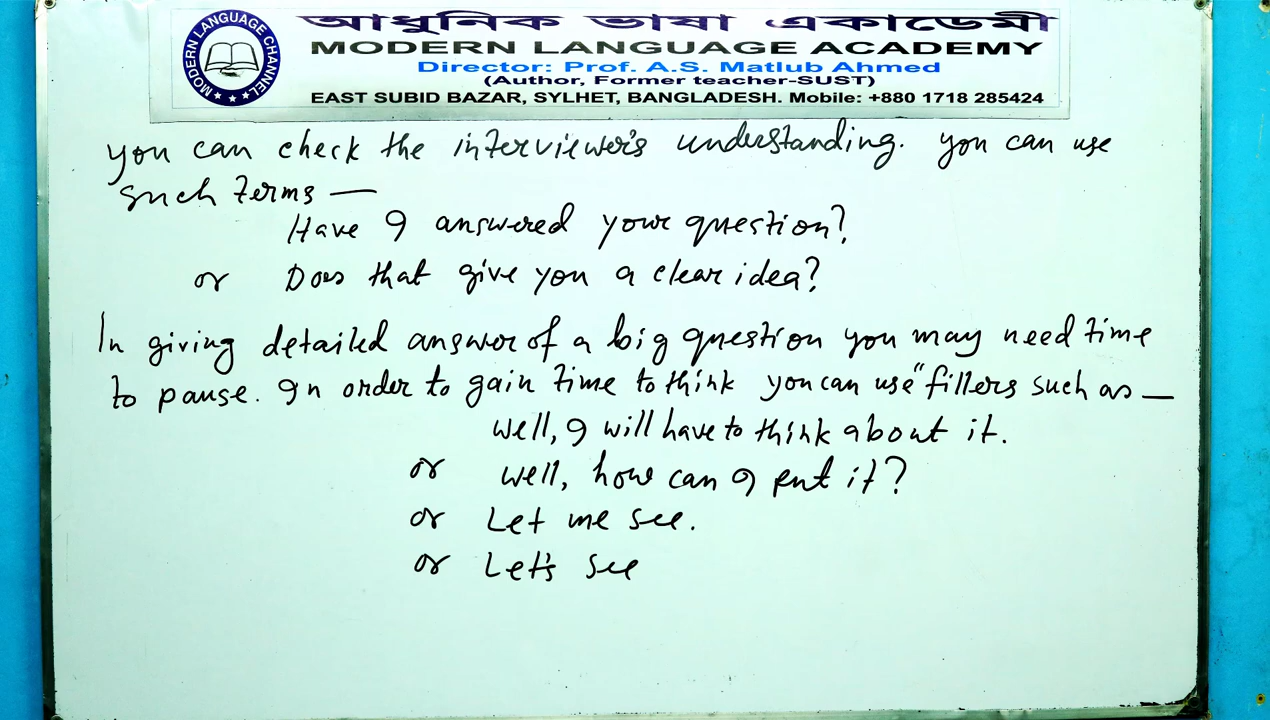 আধুনিক ভাষা একাডেমী
MODERN LANGUAGE CHANNEL
MODERN LANGUAGE ACADEMY
Director: Prof. A.S. Matlub Ahmed
(Author, Former teacher-SUST)
EAST SUBID BAZAR, SYLHET, BANGLADESH. Mobile: +880 1718 285424
you can check the interviewer's understanding. you can use
such terms —
Have I answered your question?
or Does that give you a clear idea?
In giving detailed answer of a big question you may need time
to pause. In order to gain time to think you can use "fillers such as —
Well, I will have to think about it.
or Well, how can I put it?
or Let me see.
or Let's see